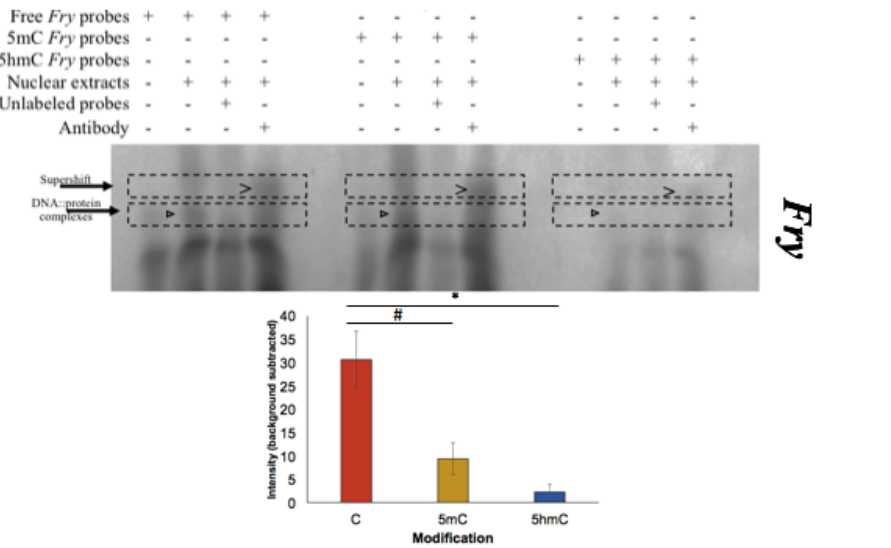 Free Fry probes + + + + - - - - - - - -
5mC Fry probes - - - - + + + + - - - -
5hmC Fry probes - - - - - - - - + + + +
Nuclear extracts - + + + - + + + - + + +
Unlabeled probes - - + - - - + - - - + -
Antibody - - - + - - - + - - - +
Supershift
DNA::protein
complexes
> > >
Fry
*
#
Intensity (background subtracted)
40
35
30
25
20
15
10
5
0
C 5mC 5hmC
Modification